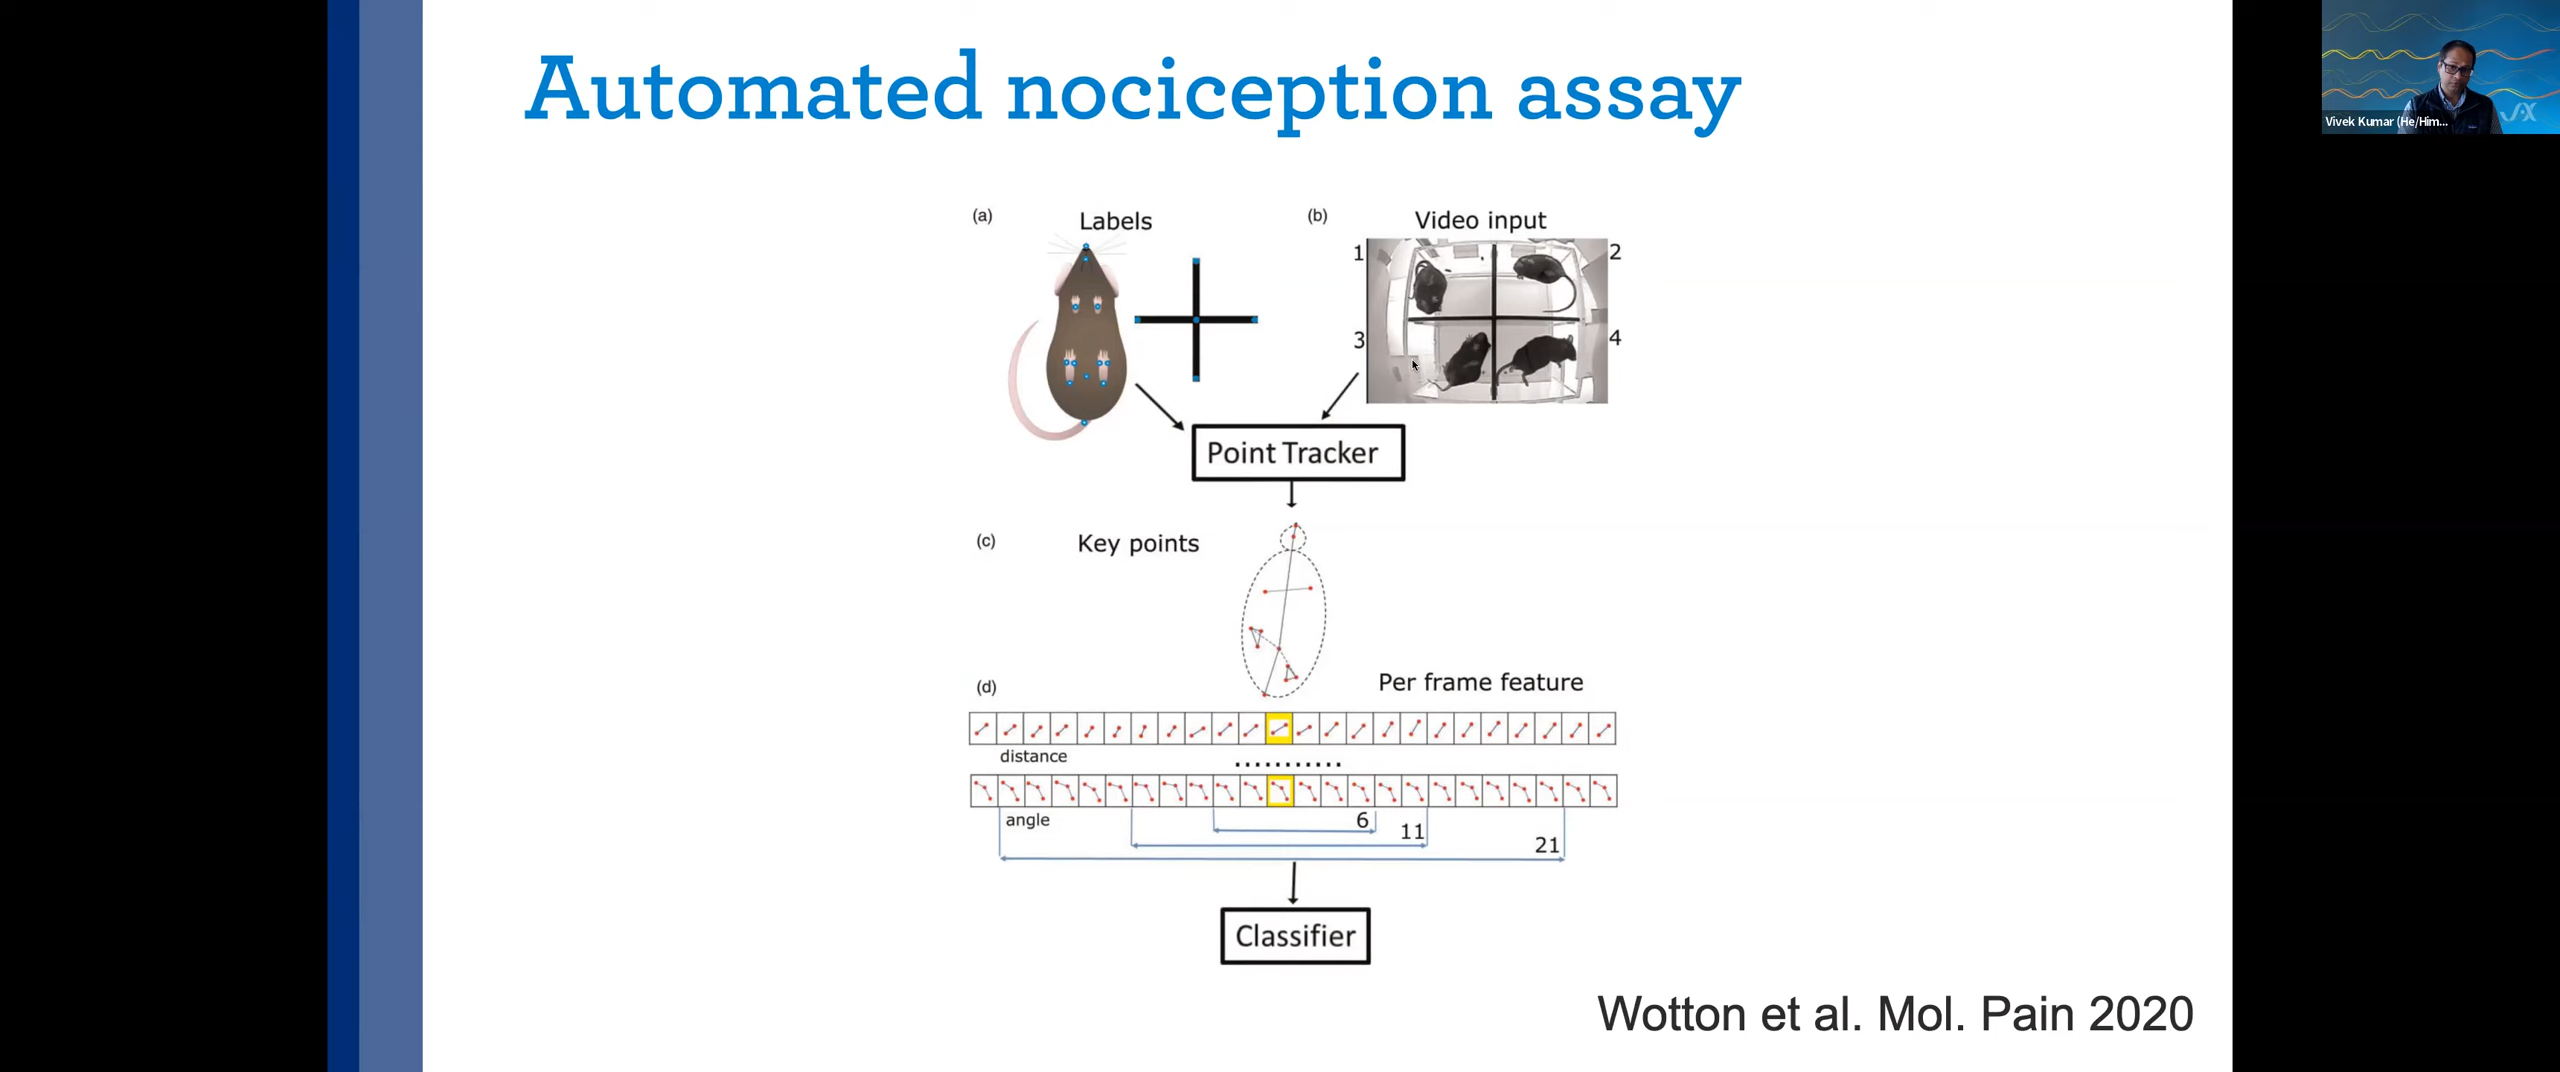 Automated nociception assay
Vivek Kumar (He/Him...
JAX
(a)
Labels
(b)
Video input
1
2
3
4
Point Tracker
(c)
Key points
(d)
Per frame feature
distance
...........
angle
6
11
21
Classifier
Wotton et al. Mol. Pain 2020